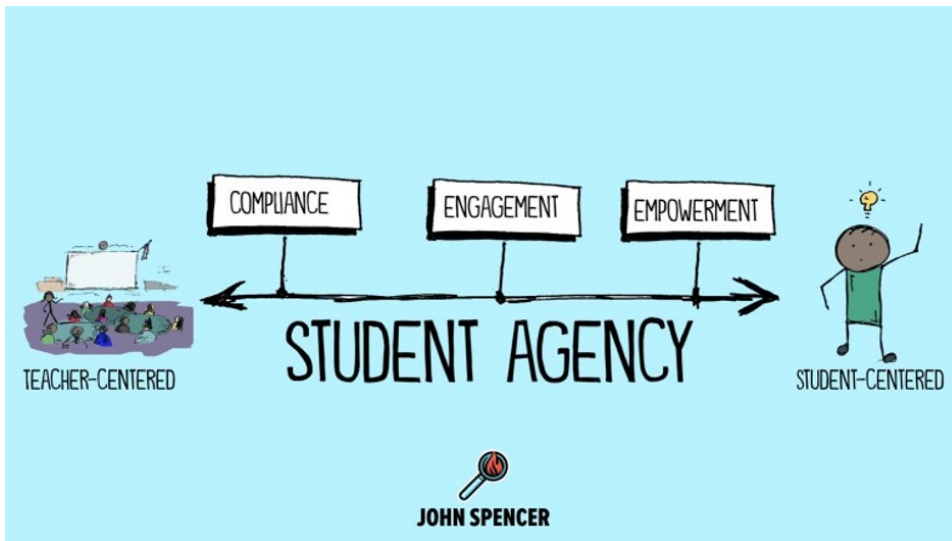 COMPLIANCE
ENGAGEMENT
EMPOWERMENT
STUDENT AGENCY
TEACHER-CENTERED
STUDENT-CENTERED
JOHN SPENCER